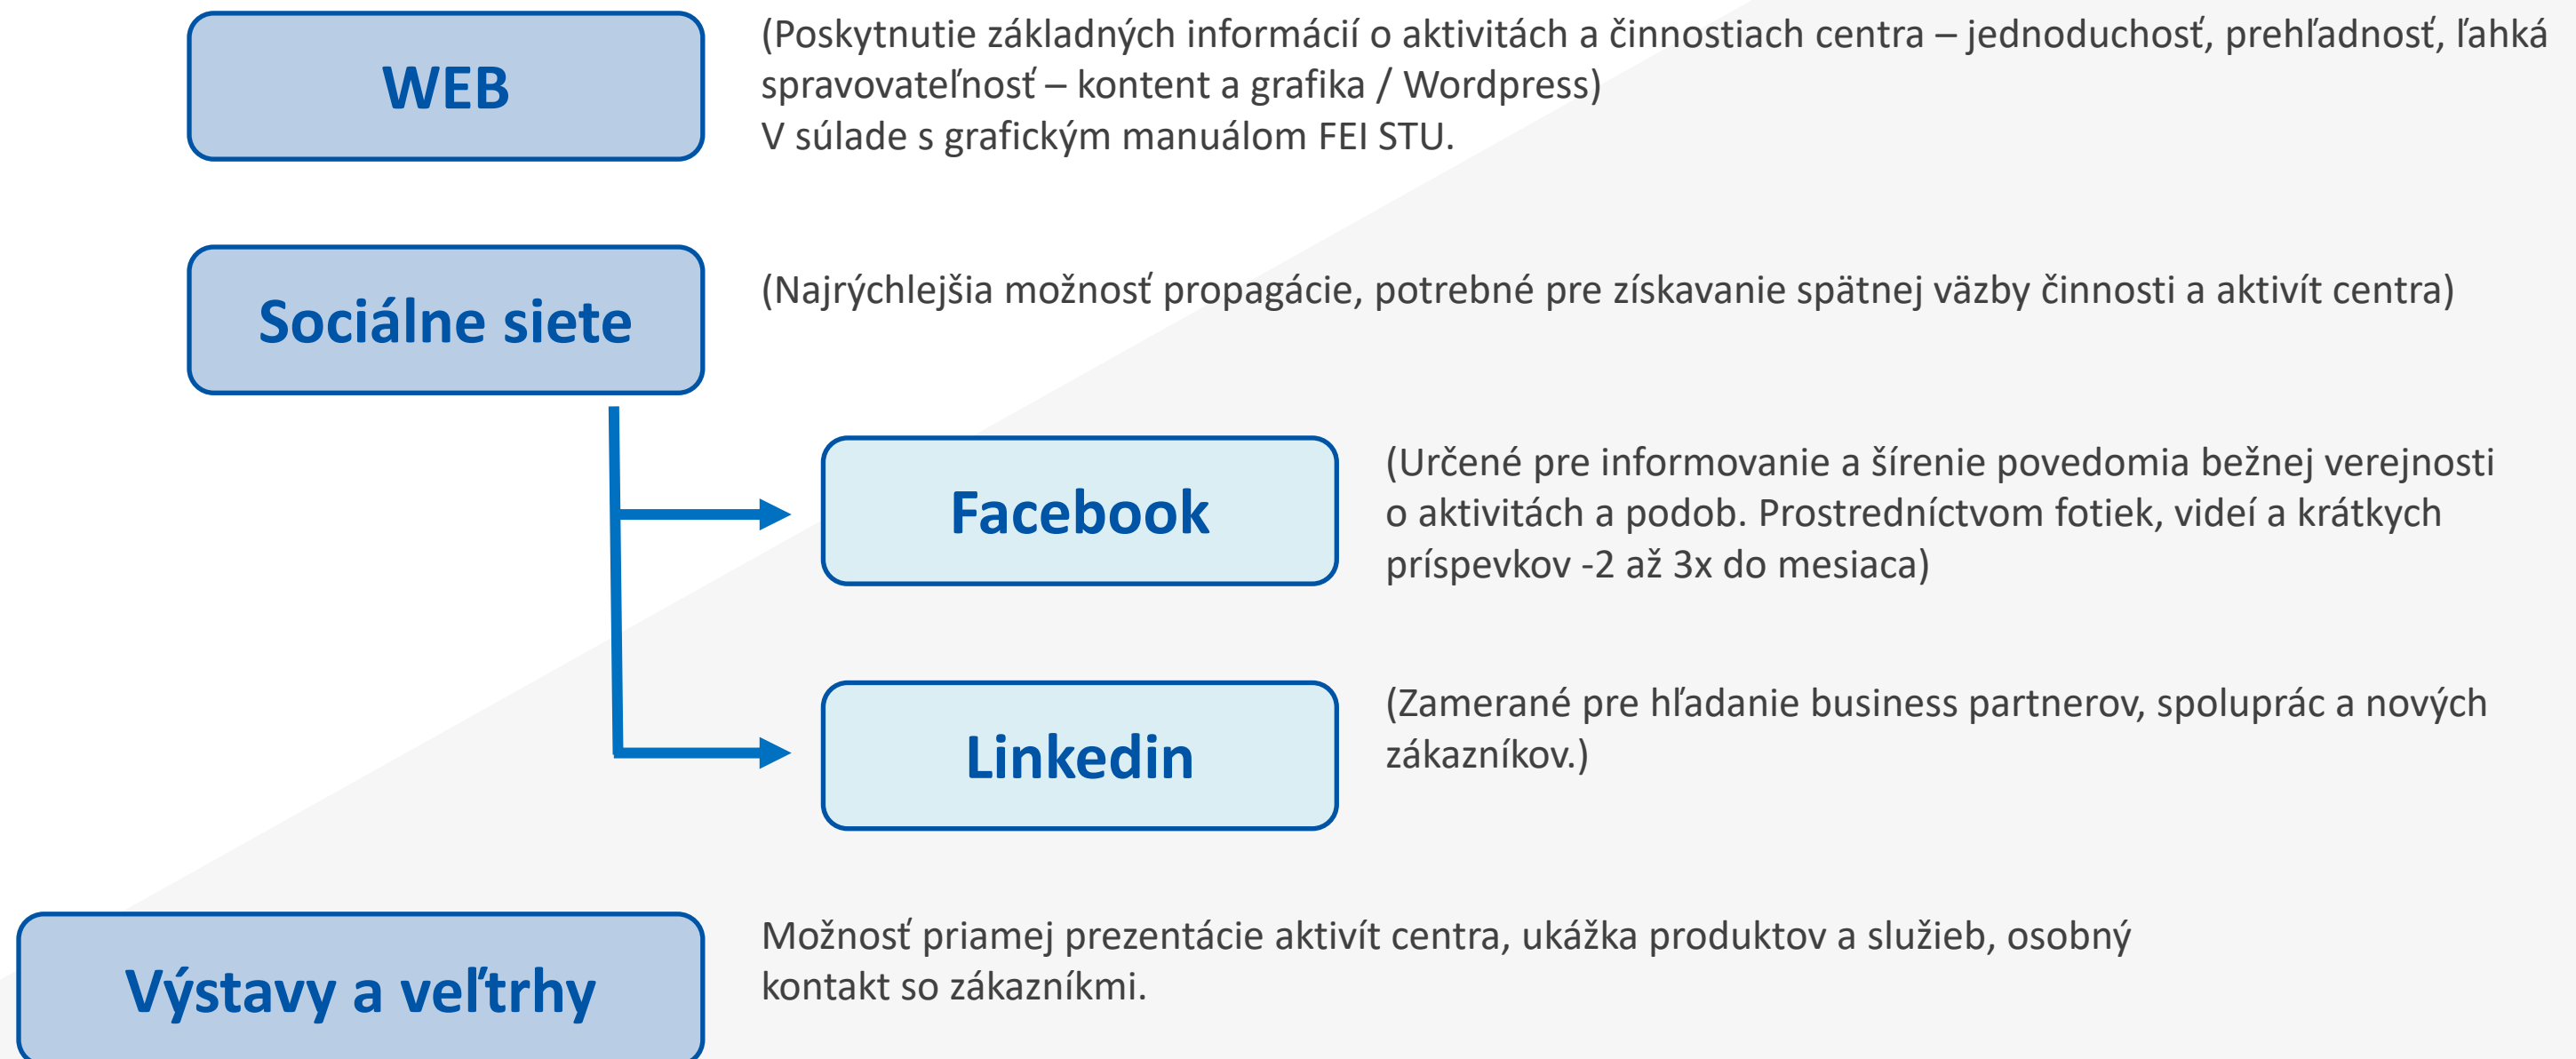 WEB
(Poskytnutie základných informácií o aktivitách a činnostiach centra – jednoduchosť, prehľadnosť, ľahká
spravovateľnosť – kontent a grafika / Wordpress)
V súlade s grafickým manuálom FEI STU.
Sociálne siete
(Najrýchlejšia možnosť propagácie, potrebné pre získavanie spätnej väzby činnosti a aktivít centra)
Facebook
(Určené pre informovanie a šírenie povedomia bežnej verejnosti
o aktivitách a podob. Prostredníctvom fotiek, videí a krátkych
príspevkov -2 až 3x do mesiaca)
Linkedin
(Zamerané pre hľadanie business partnerov, spoluprác a nových
zákazníkov.)
Výstavy a veľtrhy
Možnosť priamej prezentácie aktivít centra, ukážka produktov a služieb, osobný
kontakt so zákazníkmi.